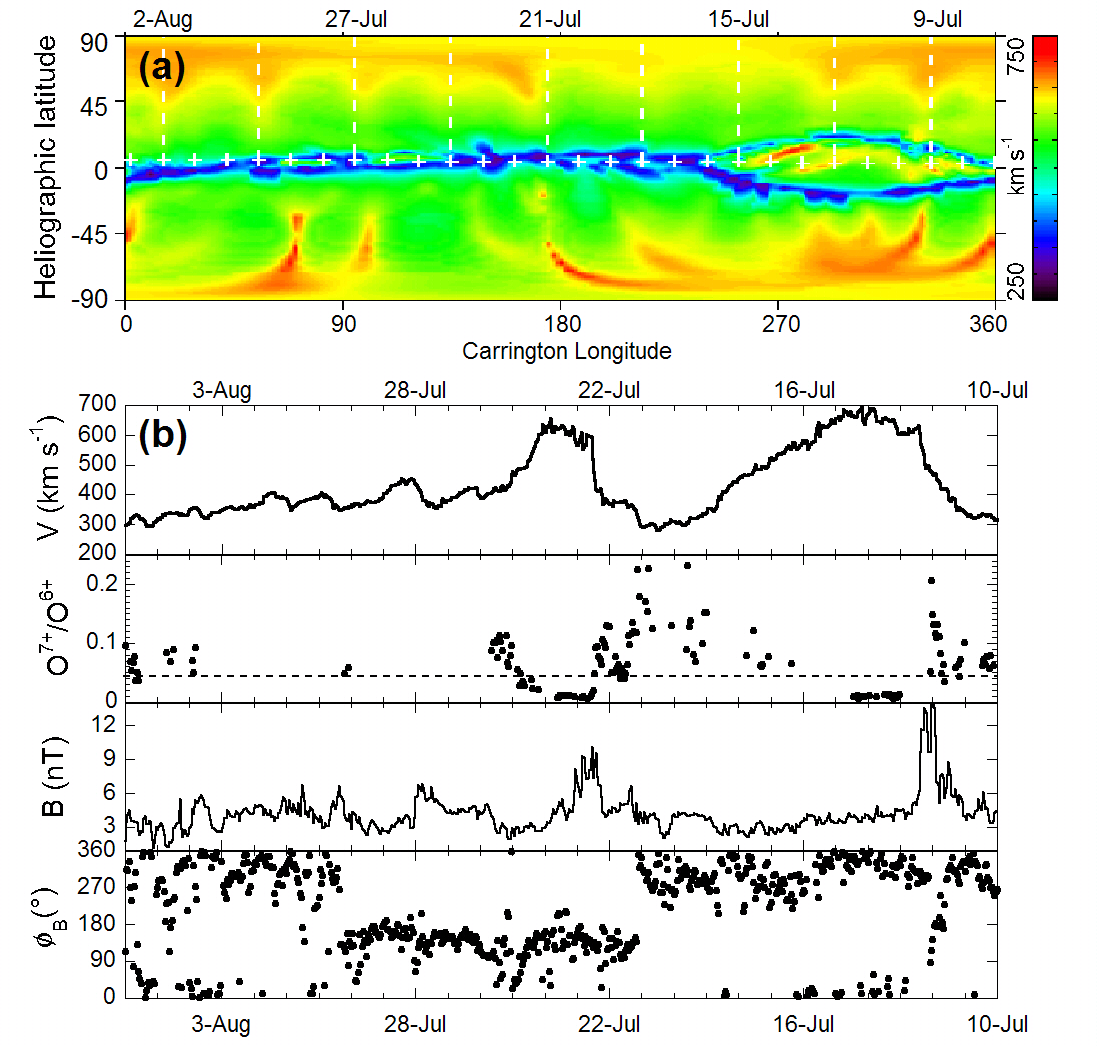 2-Aug 27-Jul 21-Jul 15-Jul 9-Jul
(a)
Heliographic latitude
90
45
0
-45
-90
0 90 180 270 360
Carrington Longitude
750
km s-1
250
3-Aug 28-Jul 22-Jul 16-Jul 10-Jul
(b)
V (km s-1)
700
600
500
400
300
200
O7+/O6+
0.2
0.1
0
B (nT)
12
9
6
3
ϕB(°)
360
270
180
90
0
3-Aug 28-Jul 22-Jul 16-Jul 10-Jul